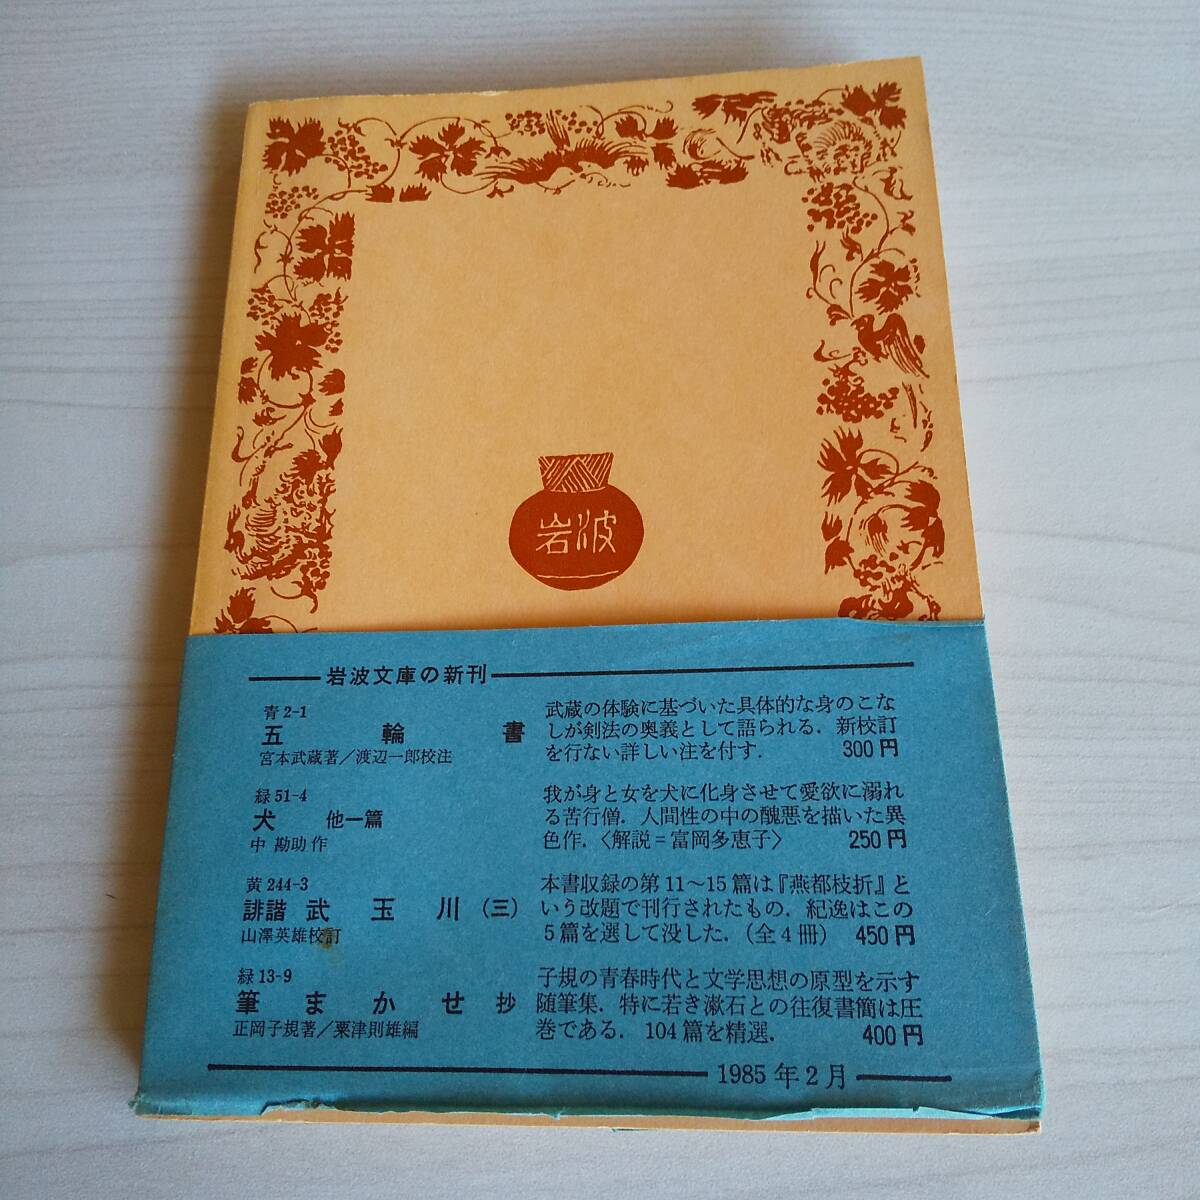 岩波
岩波文庫の新刊
青2-1
五輪書
宮本武蔵著／渡辺一郎校注
武蔵の体験に基づいた具体的な身のこな
しが剣法の奥義として語られる．新校訂
を行ない詳しい注を付す．
300円
緑51-4
犬 他一篇
中 勘助作
我が身と女を犬に化身させて愛欲に溺れ
る苦行僧．人間性の中の醜悪を描いた異
色作．〈解説＝富岡多恵子〉
250円
黄244-3
誹諧 武玉川（三）
山澤英雄校訂
本書収録の第11～15篇は『燕都枝折』と
いう改題で刊行されたもの．紀逸はこの
5篇を選して没した．（全4冊）
450円
緑13-9
筆まかせ 抄
正岡子規著／粟津則雄編
子規の青春時代と文学思想の原型を示す
随筆集．特に若き漱石との往復書簡は圧
巻である．104篇を精選．
400円
1985年2月